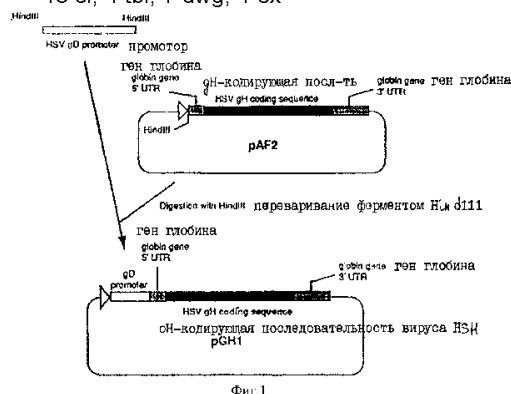 HindIII HindIII
HSV gD promoter промотор
ген глобина
globin gene
5' UTR
gH-кодирующая посл-ть
HSV gH coding sequence
globin gene ген глобина
3' UTR
HindIII
pAF2
Digestion with HindIII переваривание ферментом
ген глобина
globin gene
5' UTR
gD
promoter
globin gene ген глобина
3' UTR
HSV gH coding sequence
gH-кодирующая последовательность вируса HSV
pGH1
Фиг.1